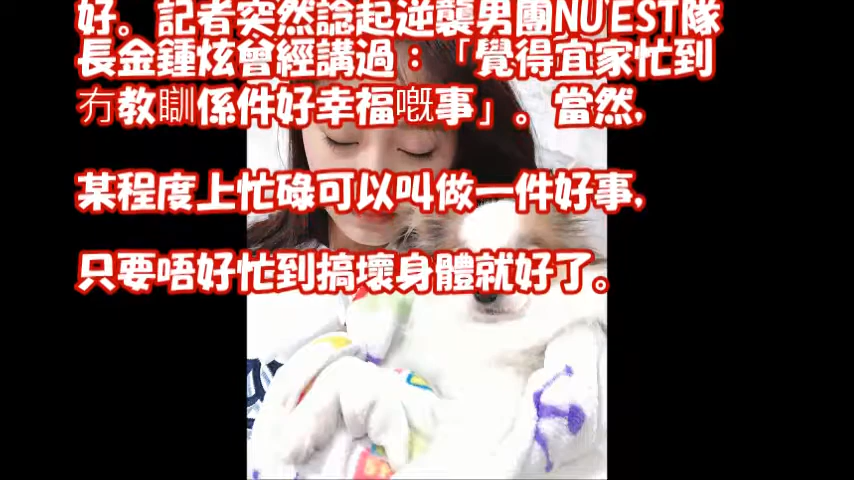 好。記者突然諗起逆襲男團NU'EST隊
長金鍾炫曾經講過：「覺得宜家忙到
冇教瞓係件好幸福嘅事」。當然,
某程度上忙碌可以叫做一件好事,
只要唔好忙到搞壞身體就好了。